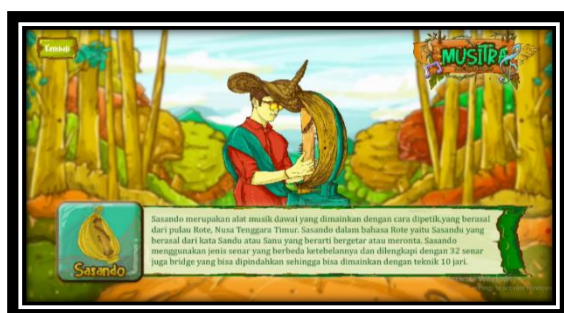 Kembali
MUSITRA
Sasando merupakan alat musik dawai yang dimainkan dengan cara dipetik,yang berasal
dari pulau Rote, Nusa Tenggara Timur. Sasando dalam bahasa Rote yaitu Sasandu yang
berasal dari kata Sandu atau Sanu yang berarti bergetar atau meronta. Sasando
menggunakan jenis senar yang berbeda ketebelannya dan dilengkapi dengan 32 senar
juga bridge yang bisa dipindahkan sehingga bisa dimainkan dengan teknik 10 jari.
Sasando